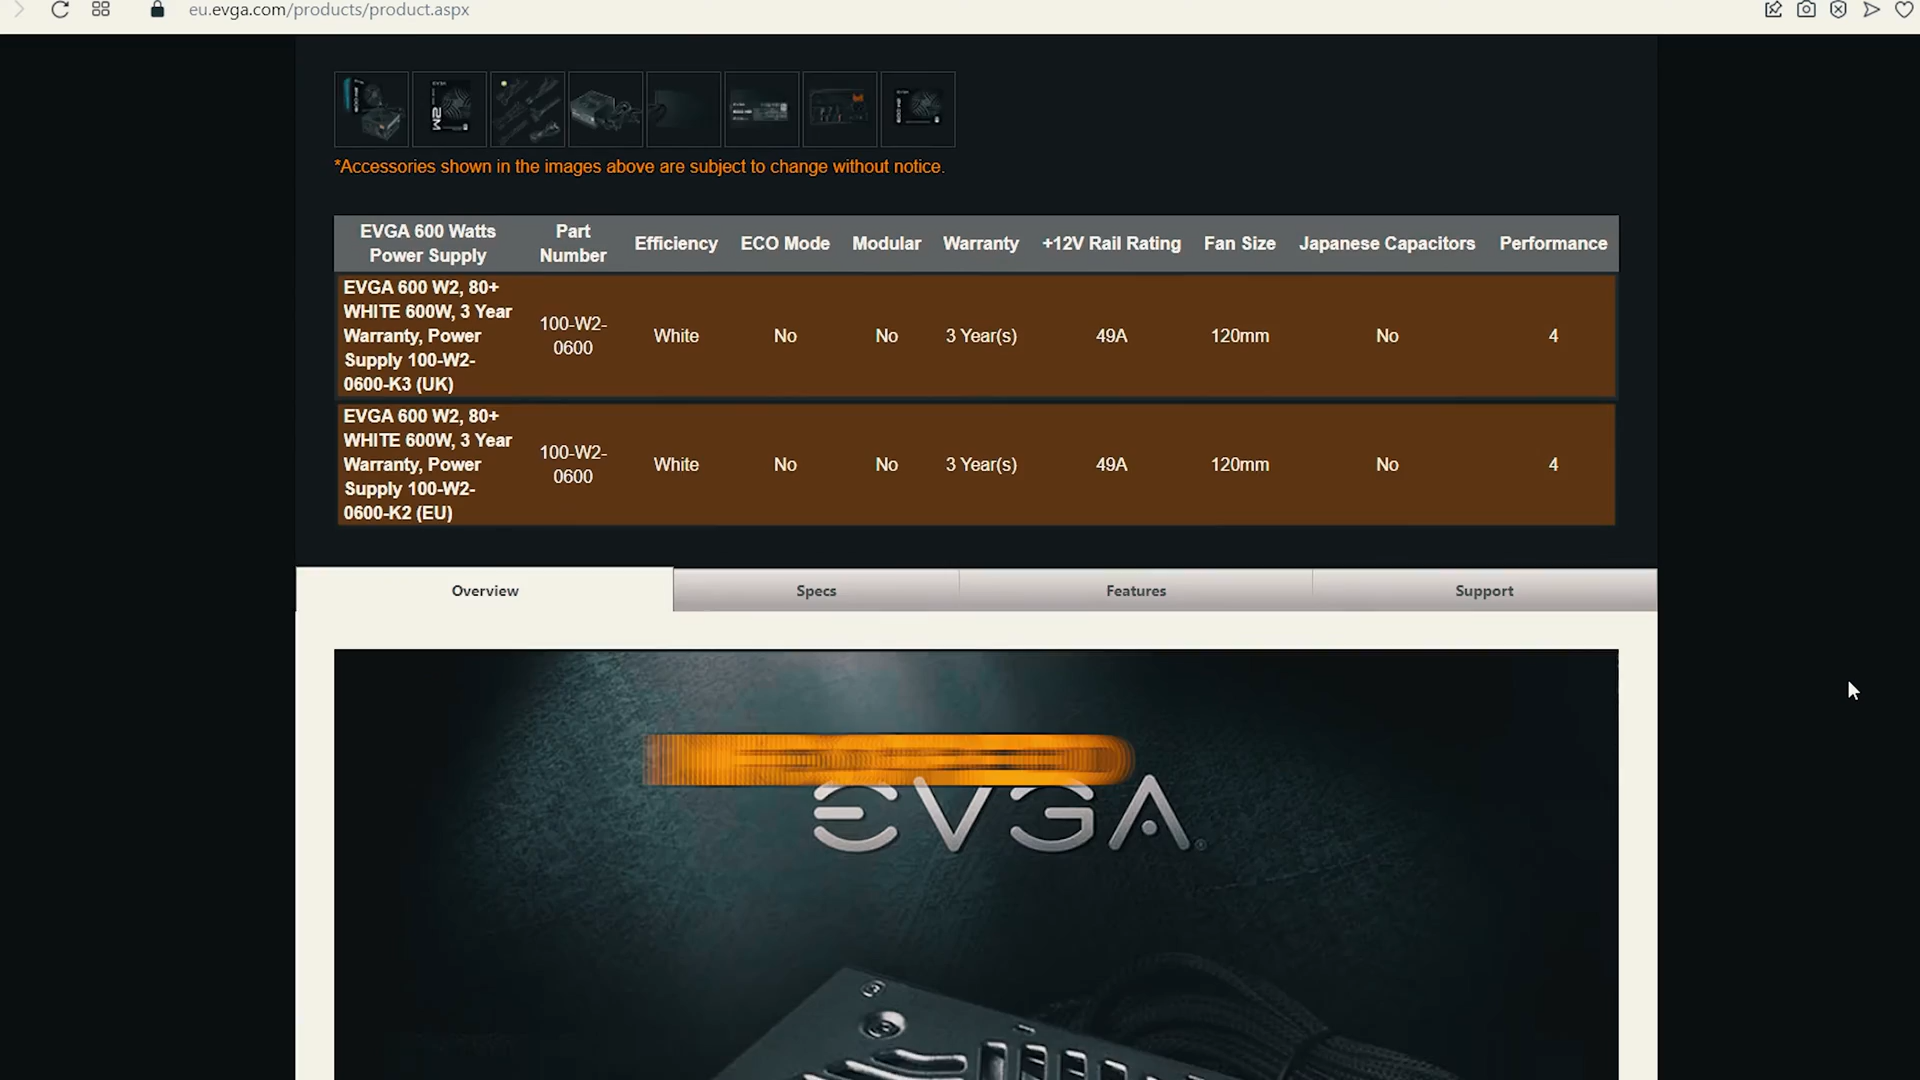 eu.evga.com/products/product.aspx
*Accessories shown in the images above are subject to change without notice.
EVGA 600 Watts Power Supply Part Number Efficiency ECO Mode Modular Warranty +12V Rail Rating Fan Size Japanese Capacitors Performance
EVGA 600 W2, 80+
WHITE 600W, 3 Year
Warranty, Power
Supply 100-W2-
0600-K3 (UK)
100-W2-
0600
White No No 3 Year(s) 49A 120mm No 4
EVGA 600 W2, 80+
WHITE 600W, 3 Year
Warranty, Power
Supply 100-W2-
0600-K2 (EU)
100-W2-
0600
White No No 3 Year(s) 49A 120mm No 4
Overview Specs Features Support
EVGA